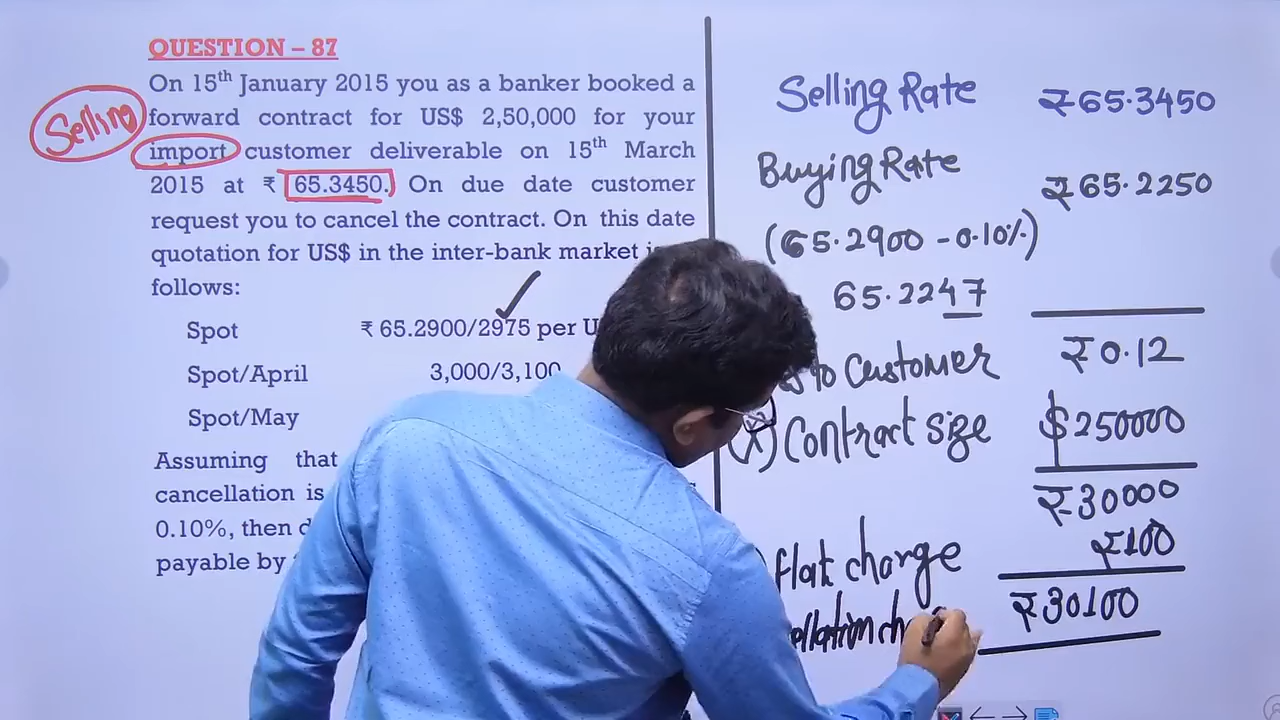 QUESTION – 87
On 15th January 2015 you as a banker booked a
Selling
forward contract for US$ 2,50,000 for your
import customer deliverable on 15th March
2015 at ₹ 65.3450. On due date customer
request you to cancel the contract. On this date
quotation for US$ in the inter-bank market
follows:
Spot ₹ 65.2900/2975 per
Spot/April 3,000/3,100
Spot/May
Assuming that
cancellation is
0.10%, then
payable by
Selling Rate ₹65.3450
Buying Rate ₹65.2250
(65.2900 - 0.10%)
65.2247
to Customer ₹0.12
(X) Contract size $250000
₹30000
flat charge ₹100
₹30100